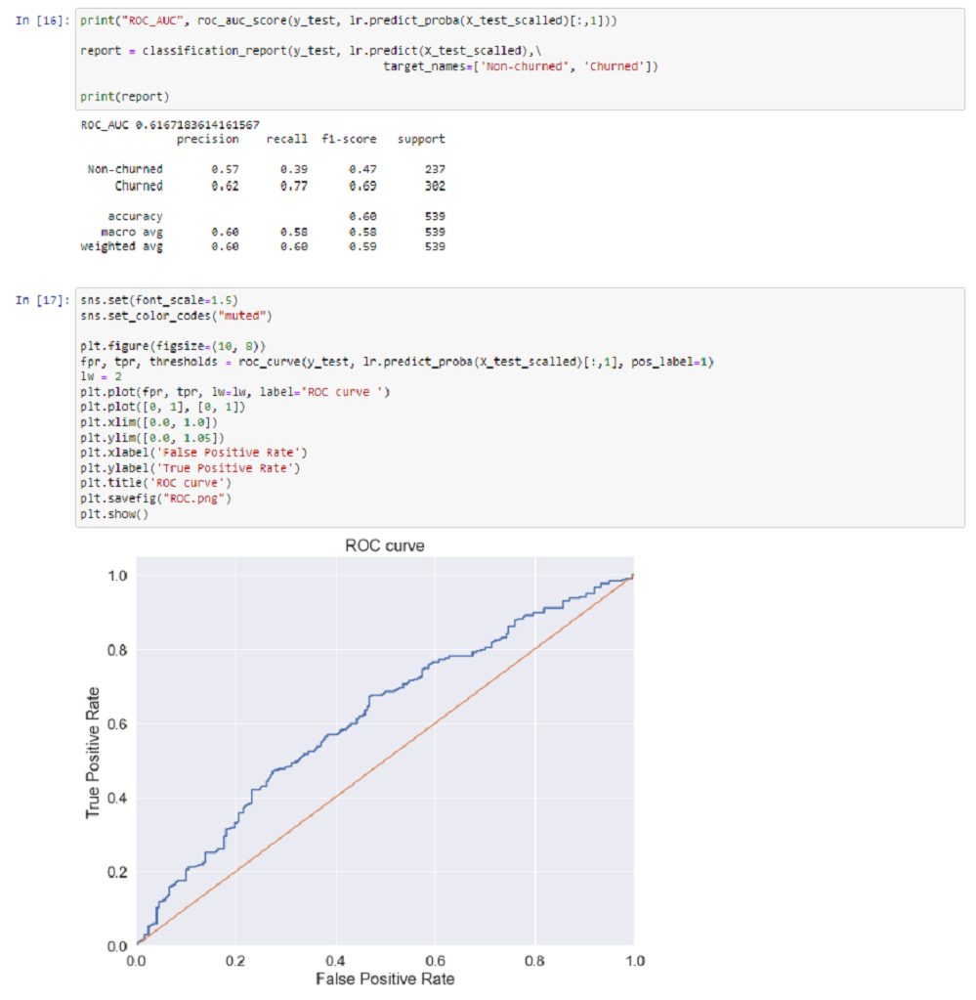 In [16]: print("ROC_AUC", roc_auc_score(y_test, lr.predict_proba(X_test_scalled)[:,1]))
report = classification_report(y_test, lr.predict(X_test_scalled),\
target_names=['Non-churned', 'Churned'])
print(report)
ROC_AUC 0.6167183614161567
precision recall f1-score support
Non-churned 0.57 0.39 0.47 237
Churned 0.62 0.77 0.69 302
accuracy 0.60 539
macro avg 0.60 0.58 0.58 539
weighted avg 0.60 0.60 0.59 539
In [17]: sns.set(font_scale=1.5)
sns.set_color_codes("muted")
plt.figure(figsize=(10, 8))
fpr, tpr, thresholds = roc_curve(y_test, lr.predict_proba(X_test_scalled)[:,1], pos_label=1)
lw = 2
plt.plot(fpr, tpr, lw=lw, label='ROC curve ')
plt.plot([0, 1], [0, 1])
plt.xlim([0.0, 1.0])
plt.ylim([0.0, 1.05])
plt.xlabel('False Positive Rate')
plt.ylabel('True Positive Rate')
plt.title('ROC curve')
plt.savefig("ROC.png")
plt.show()
ROC curve
1.0
0.8
0.6
0.4
0.2
0.0
True Positive Rate
0.0 0.2 0.4 0.6 0.8 1.0
False Positive Rate